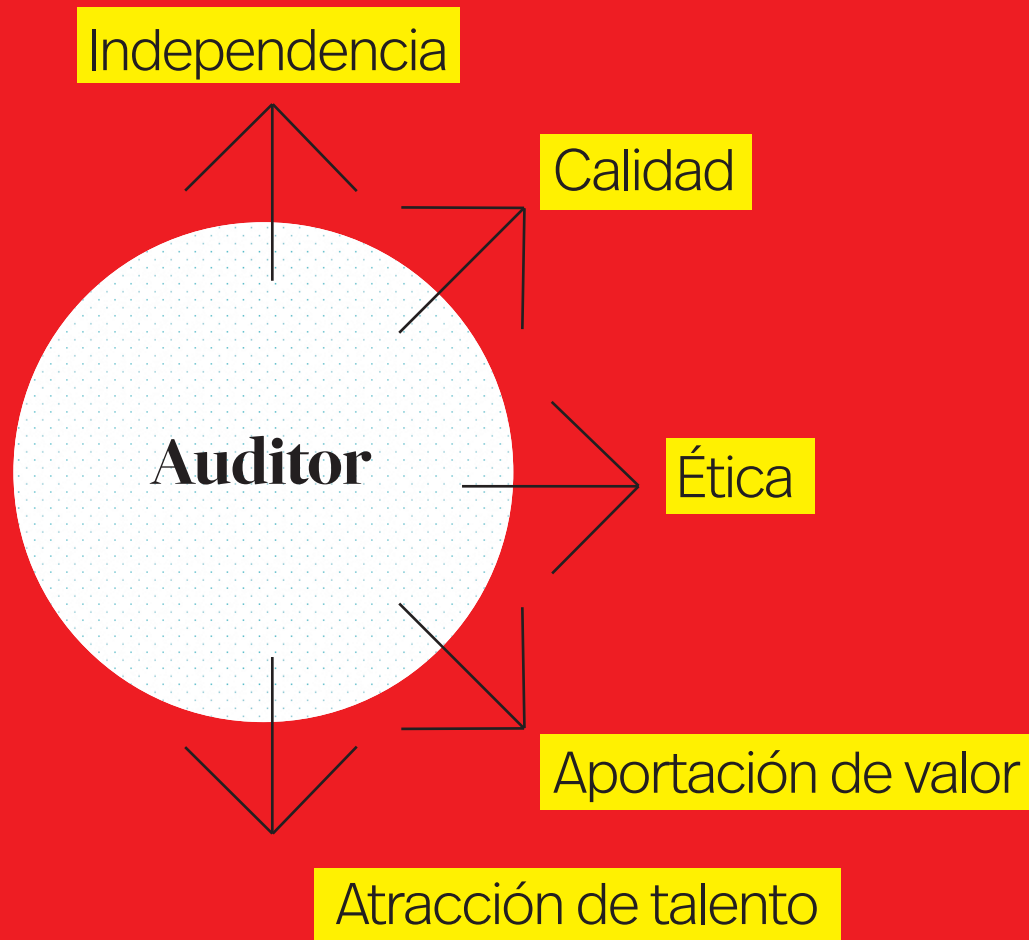 Independencia
Calidad
Auditor
Ética
Aportación de valor
Atracción de talento